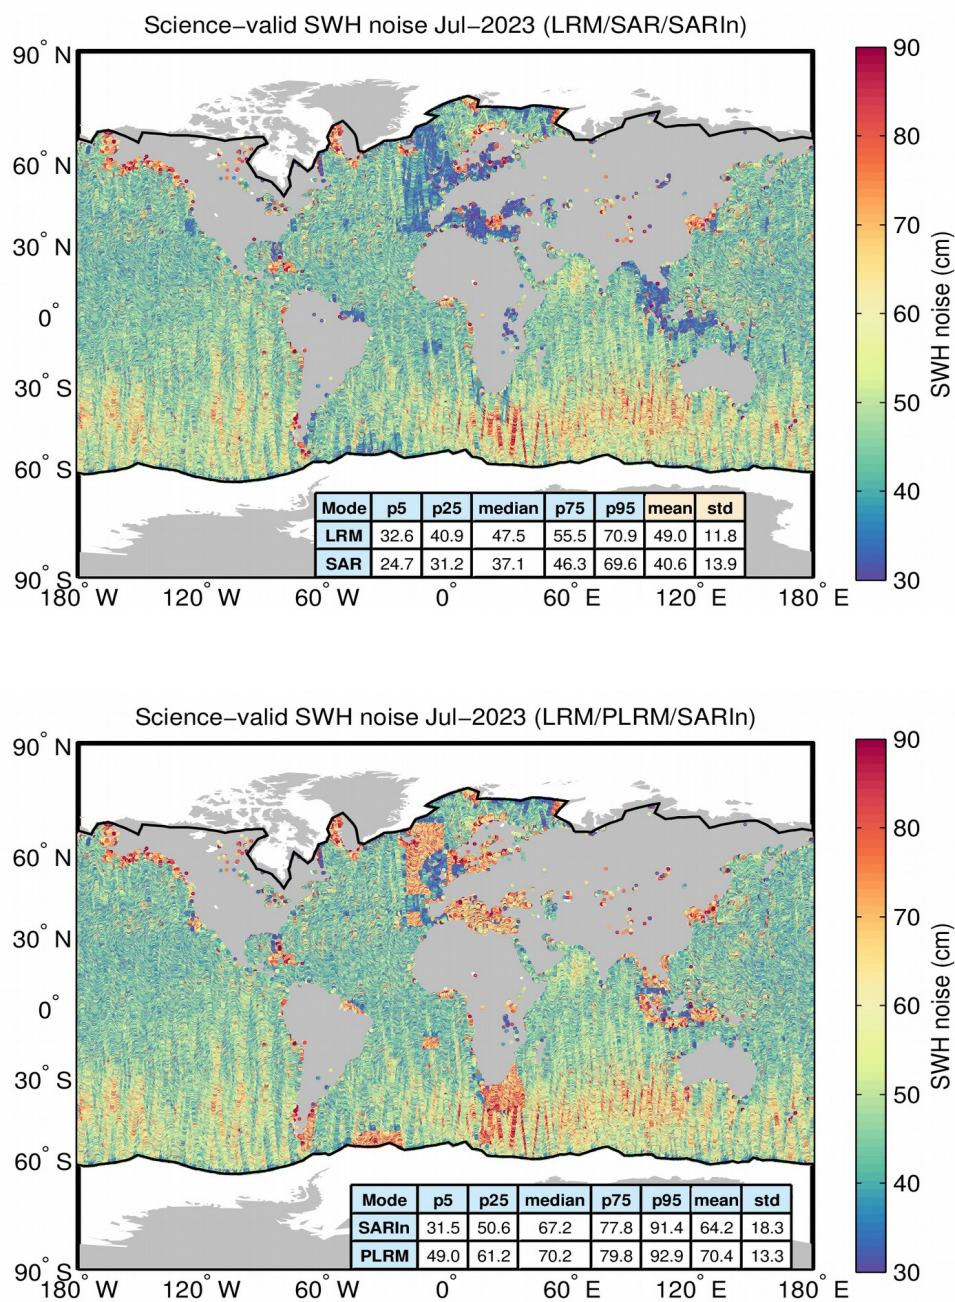 Science−valid SWH noise Jul−2023 (LRM/SAR/SARIn)
90° N
60° N
30° N
0°
30° S
60° S
90° S
180° W 120° W 60° W 0° 60° E 120° E 180° E
Mode p5 p25 median p75 p95 mean std
LRM 32.6 40.9 47.5 55.5 70.9 49.0 11.8
SAR 24.7 31.2 37.1 46.3 69.6 40.6 13.9
90
80
70
60
50
40
30
SWH noise (cm)
Science−valid SWH noise Jul−2023 (LRM/PLRM/SARIn)
90° N
60° N
30° N
0°
30° S
60° S
90° S
180° W 120° W 60° W 0° 60° E 120° E 180° E
Mode p5 p25 median p75 p95 mean std
SARIn 31.5 50.6 67.2 77.8 91.4 64.2 18.3
PLRM 49.0 61.2 70.2 79.8 92.9 70.4 13.3
90
80
70
60
50
40
30
SWH noise (cm)